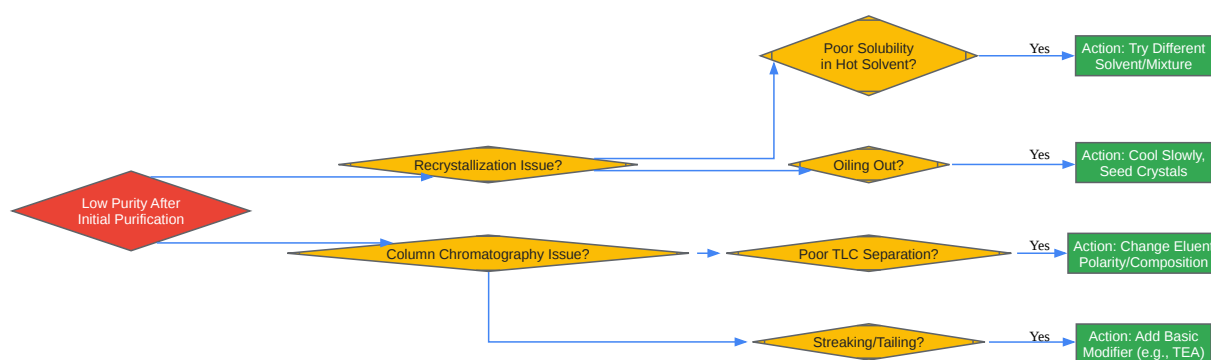 Low Purity After
Initial Purification
Recrystallization Issue?
Column Chromatography Issue?
Poor Solubility
in Hot Solvent?
Yes
Action: Try Different
Solvent/Mixture
Oiling Out?
Yes
Action: Cool Slowly,
Seed Crystals
Poor TLC Separation?
Yes
Action: Change Eluent
Polarity/Composition
Streaking/Tailing?
Yes
Action: Add Basic
Modifier (e.g., TEA)